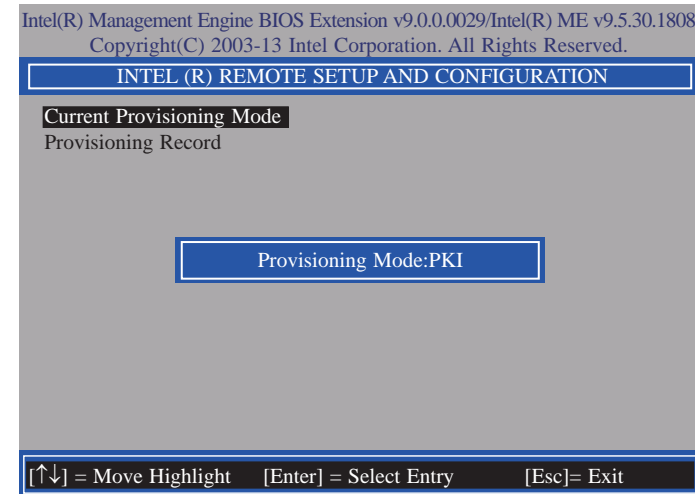 Intel(R) Management Engine BIOS Extension v9.0.0.0029/Intel(R) ME v9.5.30.1808
Copyright(C) 2003-13 Intel Corporation. All Rights Reserved.
INTEL (R) REMOTE SETUP AND CONFIGURATION
Current Provisioning Mode
Provisioning Record
Provisioning Mode:PKI
[↑↓] = Move Highlight [Enter] = Select Entry [Esc]= Exit